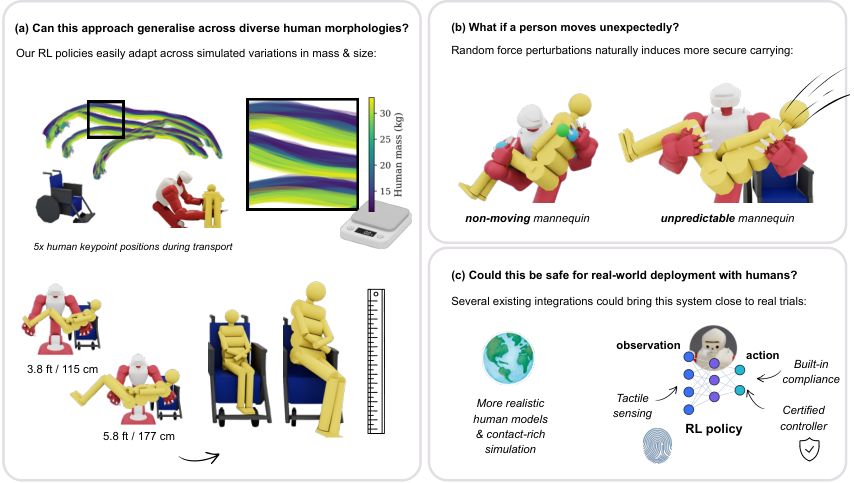 (a) Can this approach generalise across diverse human morphologies?
Our RL policies easily adapt across simulated variations in mass & size:
30
25
20
15
Human mass (kg)
5x human keypoint positions during transport
3.8 ft / 115 cm
5.8 ft / 177 cm
(b) What if a person moves unexpectedly?
Random force perturbations naturally induces more secure carrying:
non-moving mannequin
unpredictable mannequin
(c) Could this be safe for real-world deployment with humans?
Several existing integrations could bring this system close to real trials:
More realistic
human models
& contact-rich
simulation
observation
action
Tactile
sensing
RL policy
Built-in
compliance
Certified
controller